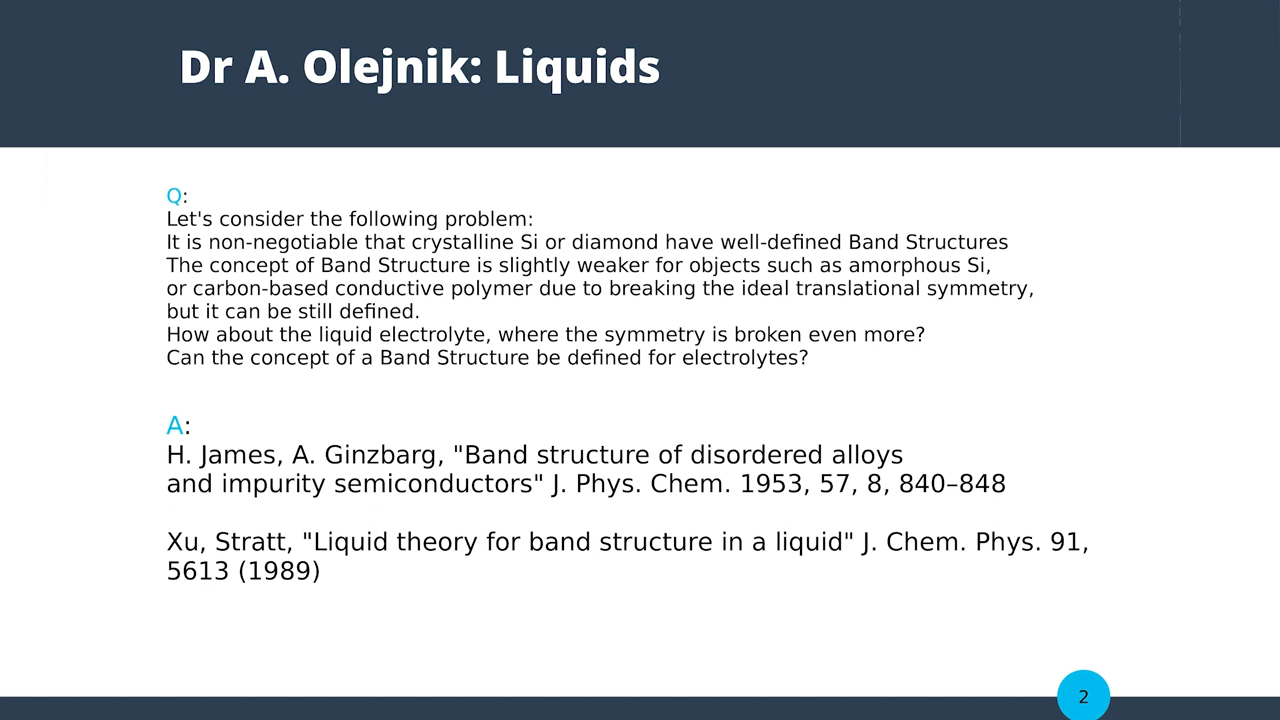 Dr A. Olejnik: Liquids
Q:
Let's consider the following problem:
It is non-negotiable that crystalline Si or diamond have well-defined Band Structures
The concept of Band Structure is slightly weaker for objects such as amorphous Si,
or carbon-based conductive polymer due to breaking the ideal translational symmetry,
but it can be still defined.
How about the liquid electrolyte, where the symmetry is broken even more?
Can the concept of a Band Structure be defined for electrolytes?
A:
H. James, A. Ginzbarg, "Band structure of disordered alloys
and impurity semiconductors" J. Phys. Chem. 1953, 57, 8, 840–848
Xu, Stratt, "Liquid theory for band structure in a liquid" J. Chem. Phys. 91,
5613 (1989)
2